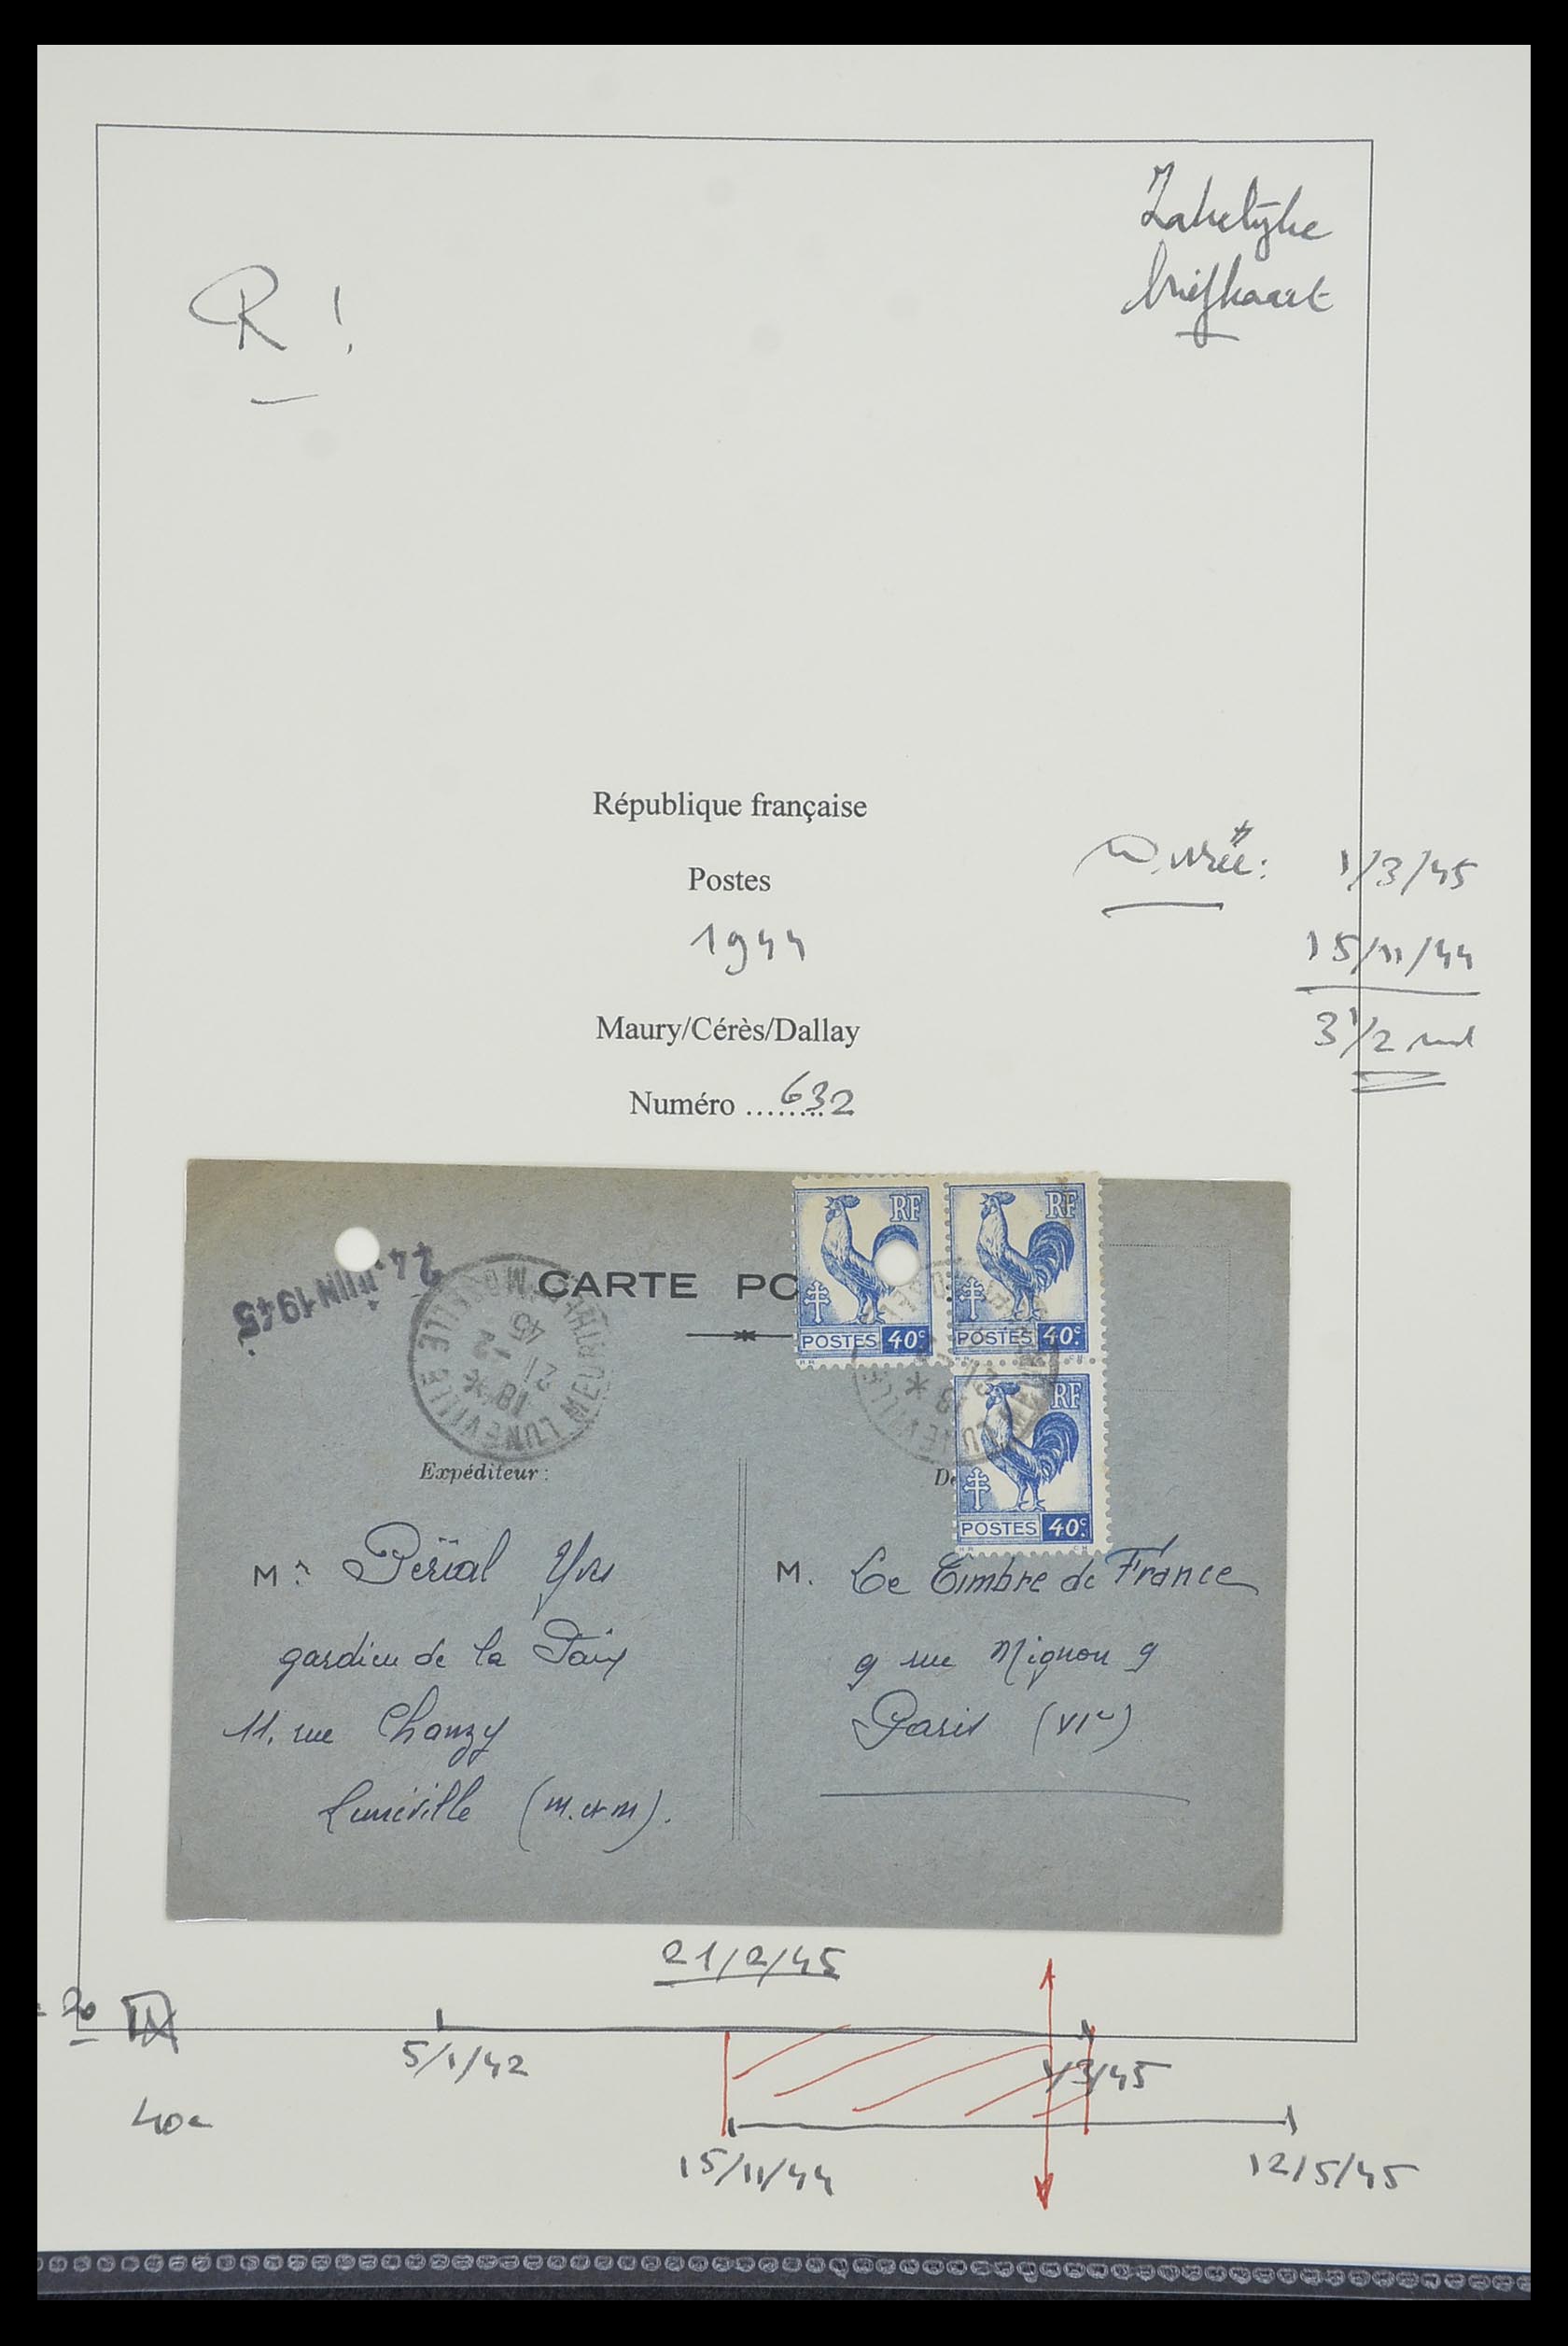 Zakelijke
briefkaart
R !
République française
Postes
1944
Maury/Cérès/Dallay
Numéro ........632
Durée: 1/3/45
15/11/44
3 1/2
24 JUIN 1945
CARTE PO
RF
POSTES 40c.
RF
POSTES 40c.
RF
POSTES 40c.
LUNEVILLE MEURTHE
18 *
21 - 2
45
Expéditeur :
Mr Périal Yves
gardien de la Paix
11, rue Chanzy
Lunéville (M. et M).
De
M. Le Timbre de France
9 rue Mignon 9
Paris (VIe)
21/2/45
5/1/42
1/3/45
40c
15/11/44
12/5/45